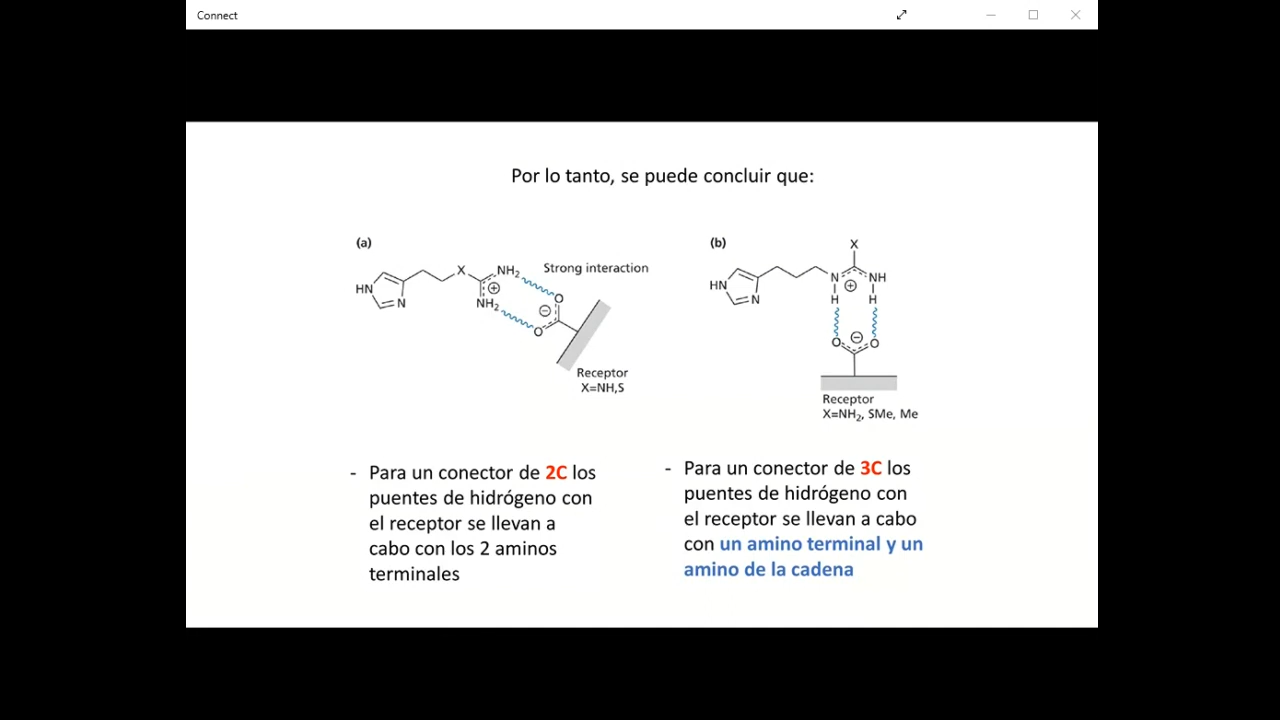 Connect
Por lo tanto, se puede concluir que:
(a)
X
NH₂
Strong interaction
HN
N
NH₂
O
O
Receptor
X=NH,S
(b)
X
HN
N
N
NH
H
H
O
O
Receptor
X=NH₂, SMe, Me
- Para un conector de 2C los
puentes de hidrógeno con
el receptor se llevan a
cabo con los 2 aminos
terminales
- Para un conector de 3C los
puentes de hidrógeno con
el receptor se llevan a cabo
con un amino terminal y un
amino de la cadena